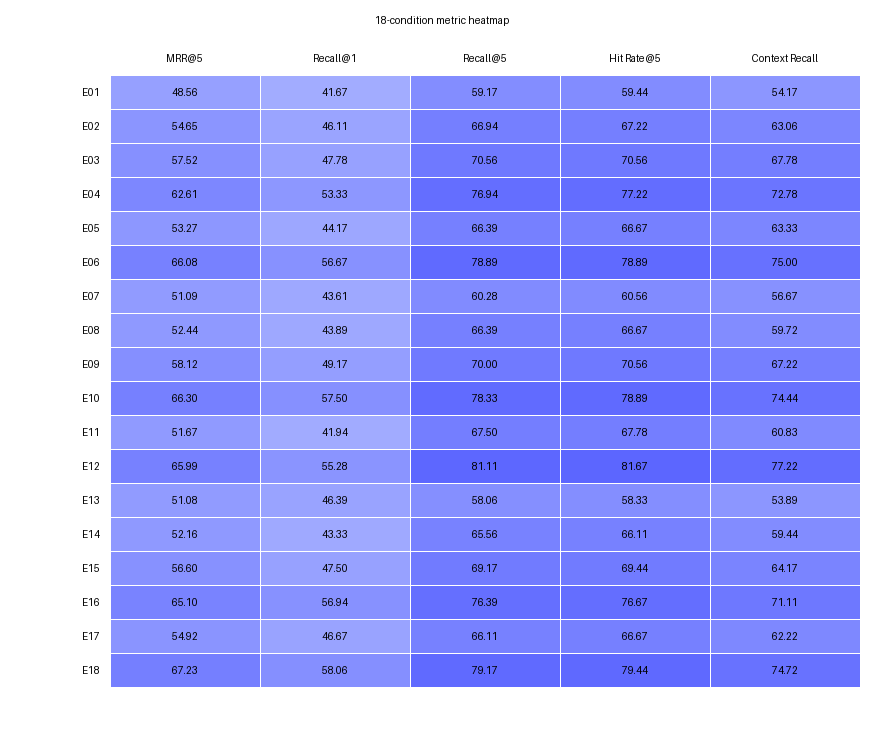 18-condition metric heatmap
MRR@5 Recall@1 Recall@5 Hit Rate@5 Context Recall
E01 48.56 41.67 59.17 59.44 54.17
E02 54.65 46.11 66.94 67.22 63.06
E03 57.52 47.78 70.56 70.56 67.78
E04 62.61 53.33 76.94 77.22 72.78
E05 53.27 44.17 66.39 66.67 63.33
E06 66.08 56.67 78.89 78.89 75.00
E07 51.09 43.61 60.28 60.56 56.67
E08 52.44 43.89 66.39 66.67 59.72
E09 58.12 49.17 70.00 70.56 67.22
E10 66.30 57.50 78.33 78.89 74.44
E11 51.67 41.94 67.50 67.78 60.83
E12 65.99 55.28 81.11 81.67 77.22
E13 51.08 46.39 58.06 58.33 53.89
E14 52.16 43.33 65.56 66.11 59.44
E15 56.60 47.50 69.17 69.44 64.17
E16 65.10 56.94 76.39 76.67 71.11
E17 54.92 46.67 66.11 66.67 62.22
E18 67.23 58.06 79.17 79.44 74.72